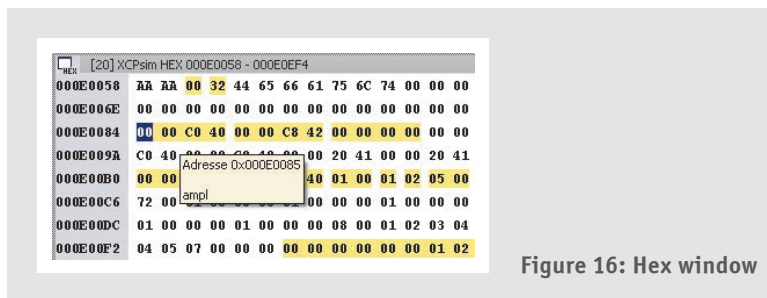 HEX
[20] XCPsim HEX 000E0058 - 000E0EF4
000E0058 AA AA 00 32 44 65 66 61 75 6C 74 00 00 00
000E006E 00 00 00 00 00 00 00 00 00 00 00 00 00 00
000E0084 00 00 C0 40 00 00 C8 42 00 00 00 00 00 00
000E009A C0 40 00 20 41 00 00 20 41
Adresse 0x000E0085
000E00B0 00 00 40 01 00 01 02 05 00
ampl
000E00C6 72 00 00 00 00 01 00 00 00
000E00DC 01 00 00 00 01 00 00 00 08 00 01 02 03 04
000E00F2 04 05 07 00 00 00 00 00 00 00 00 00 01 02
Figure 16: Hex window